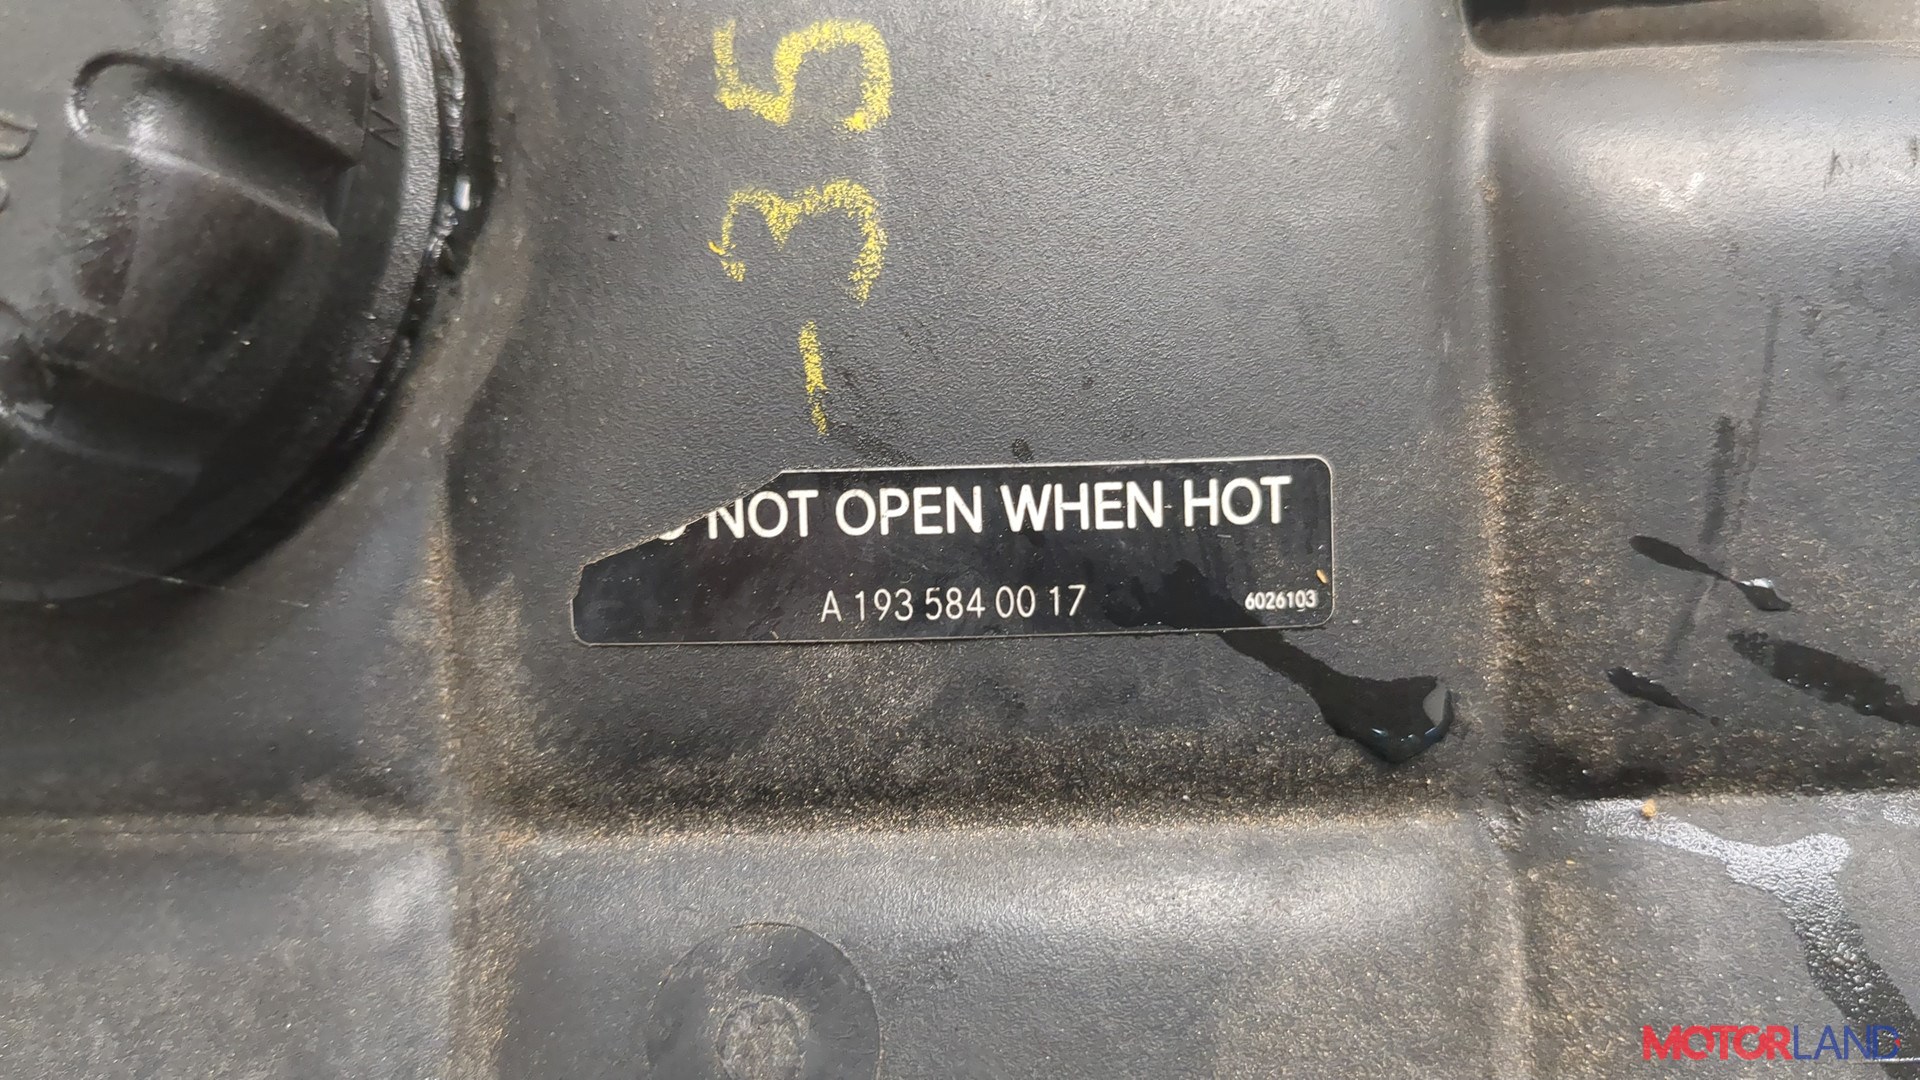 -35
NOT OPEN WHEN HOT
A 193 584 00 17
6026103
MOTORLAND